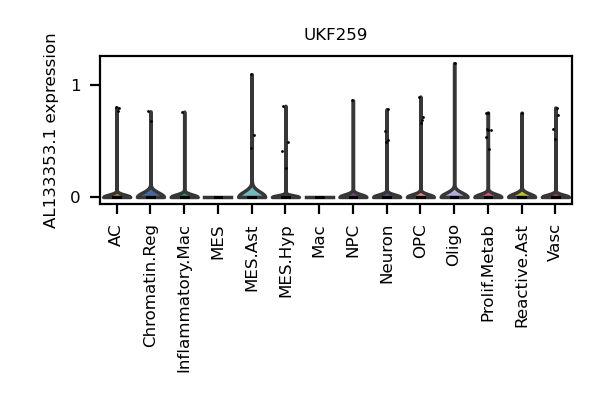 UKF259
AL133353.1 expression
1
0
AC
Chromatin.Reg
Inflammatory.Mac
MES
MES.Ast
MES.Hyp
Mac
NPC
Neuron
OPC
Oligo
Prolif.Metab
Reactive.Ast
Vasc